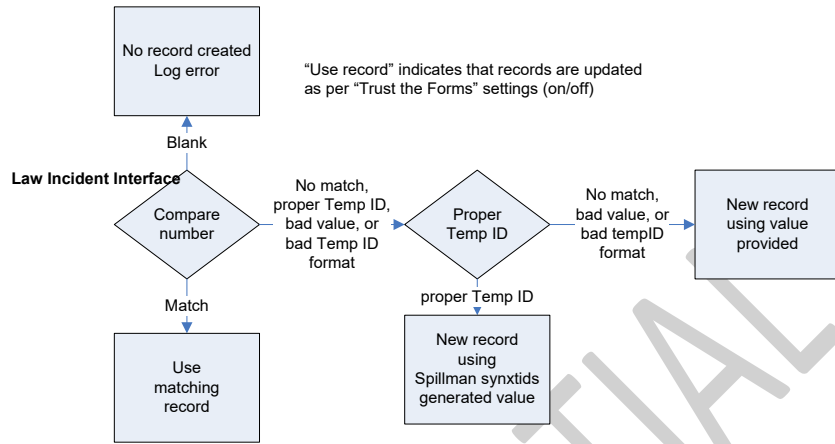 No record created
Log error
“Use record” indicates that records are updated
as per “Trust the Forms” settings (on/off)
Blank
Law Incident Interface
Compare
number
No match,
proper Temp ID,
bad value, or
bad Temp ID
format
Proper
Temp ID
No match,
bad value, or
bad tempID
format
New record
using value
provided
Match
proper Temp ID
Use
matching
record
New record
using
Spillman synxtids
generated value
TIAL